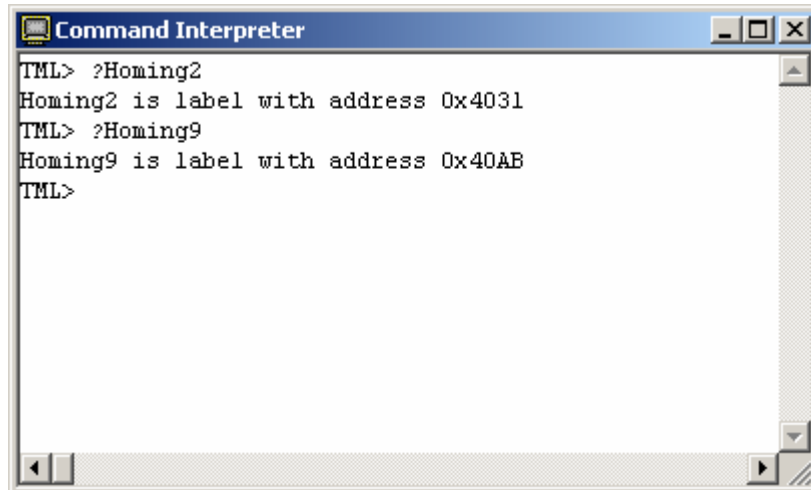 Command Interpreter
TML> ?Homing2
Homing2 is label with address 0x4031
TML> ?Homing9
Homing9 is label with address 0x40AB
TML>